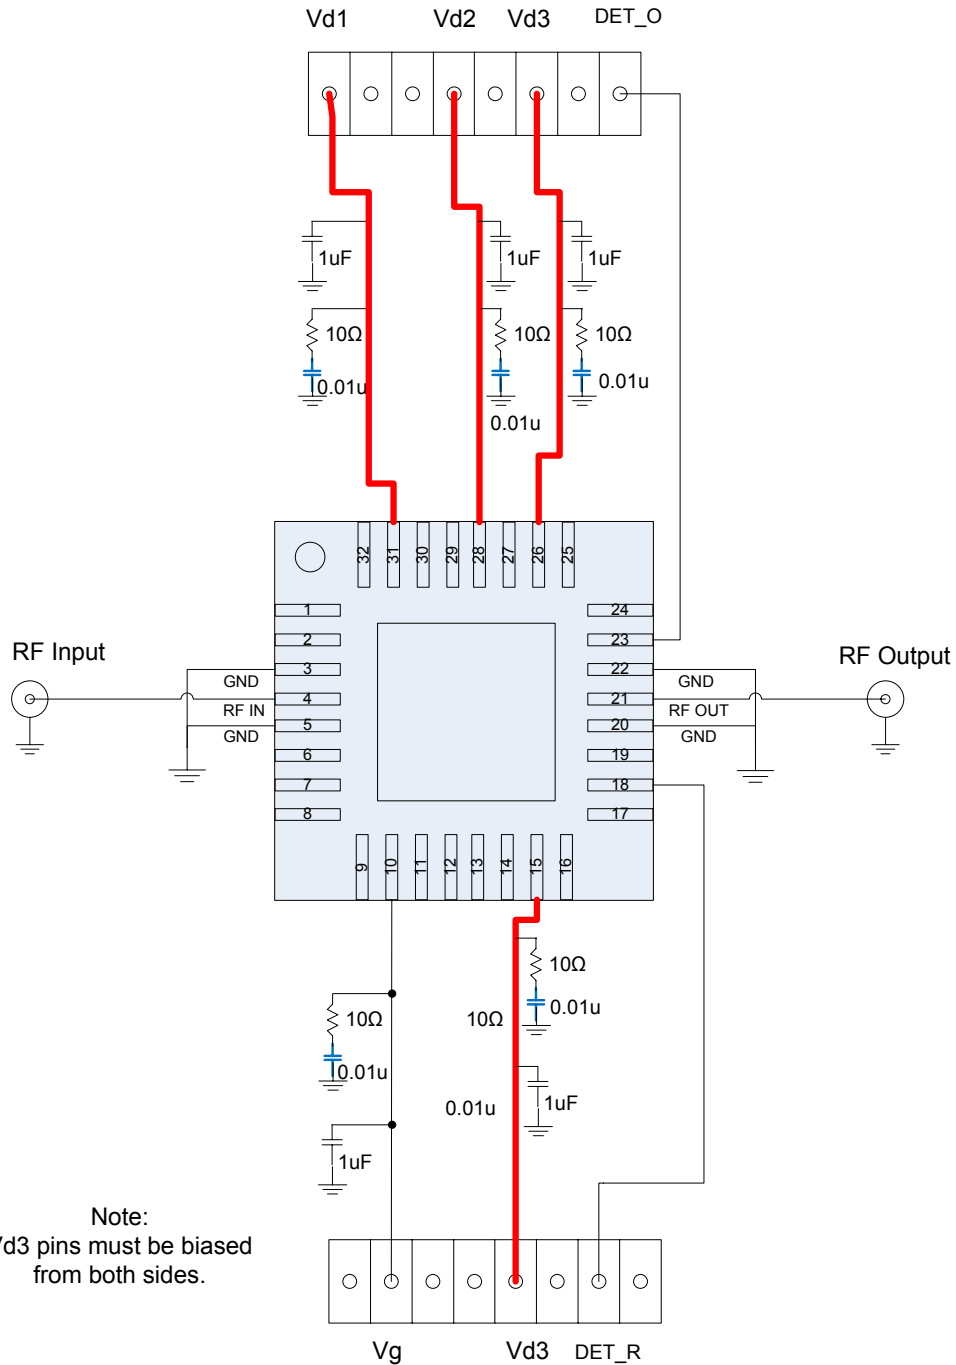 Vd1 Vd2 Vd3 DET_O
1uF 1uF 1uF
10Ω 10Ω 10Ω
0.01u 0.01u 0.01u
32 31 30 29 28 27 26 25
1 24
2 23
RF Input 3 22 RF Output
GND GND
4 21
RF IN RF OUT
5 20
GND GND
6 19
7 18
8 17
9 10 11 12 13 14 15 16
10Ω
0.01u
10Ω 10Ω
0.01u
0.01u 1uF
1uF
Note:
Vd3 pins must be biased
from both sides.
Vg Vd3 DET_R